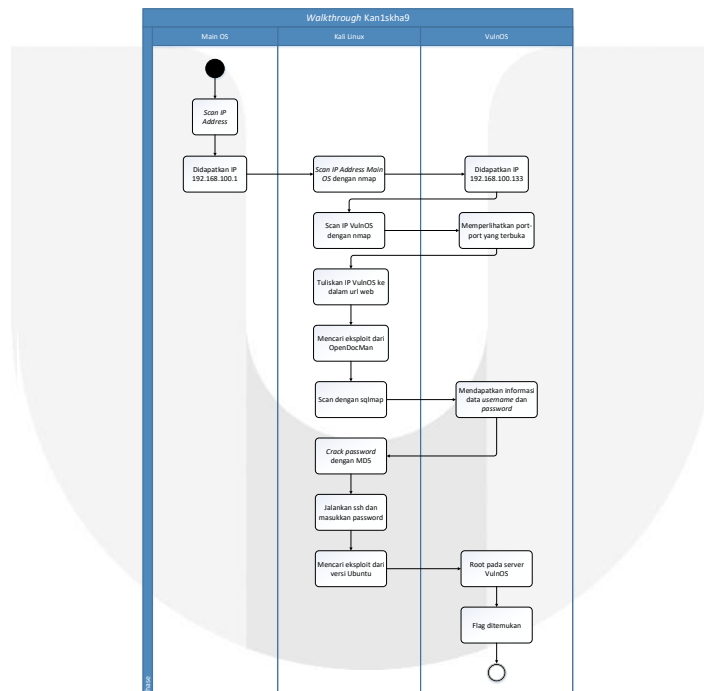 Walkthrough Kan1skha9
Main OS
Kali Linux
VulnOS
Scan IP
Address
Didapatkan IP
192.168.100.1
Scan IP Address Main
OS dengan nmap
Didapatkan IP
192.168.100.133
Scan IP VulnOS
dengan nmap
Memperlihatkan port-
port yang terbuka
Tuliskan IP VulnOS ke
dalam url web
Mencari eksploit dari
OpenDocMan
Scan dengan sqlmap
Mendapatkan informasi
data username dan
password
Crack password
dengan MD5
Jalankan ssh dan
masukkan password
Mencari eksploit dari
versi Ubuntu
Root pada server
VulnOS
Flag ditemukan